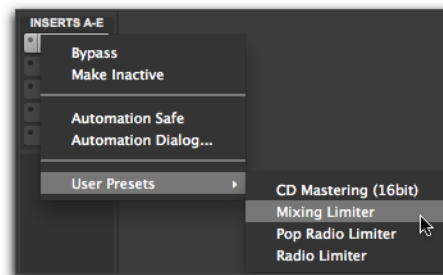 INSERTS A-E
Bypass
Make Inactive
Automation Safe
Automation Dialog...
User Presets
CD Mastering (16bit)
Mixing Limiter
Pop Radio Limiter
Radio Limiter